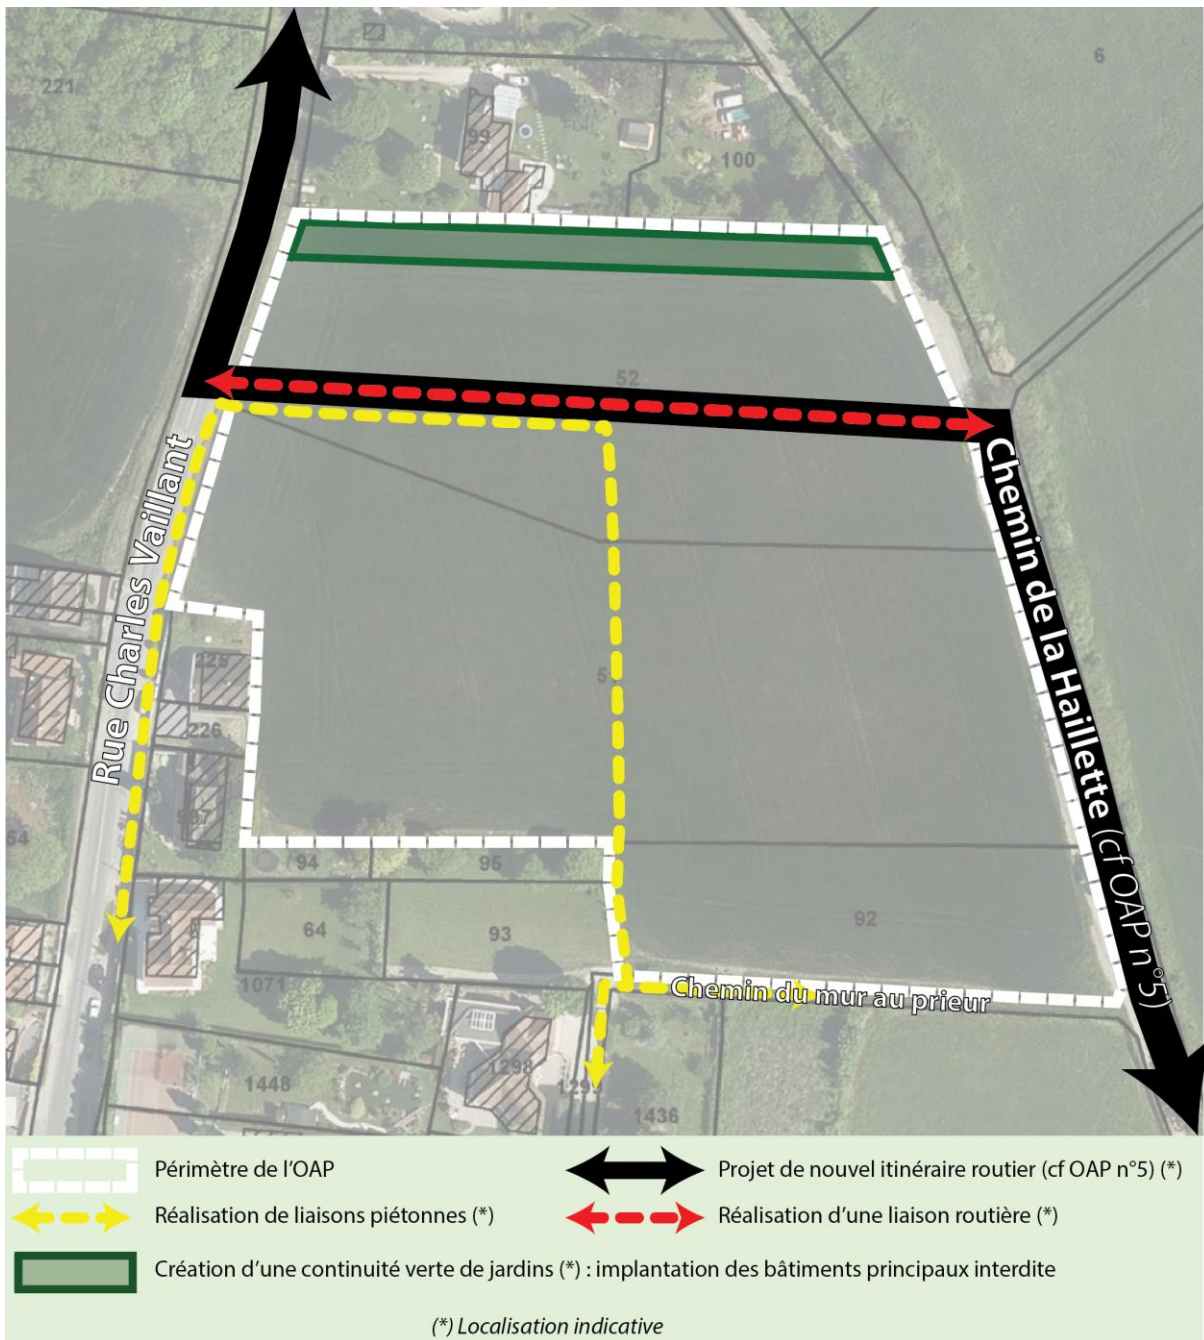 221
6
99
100
52
Rue Charles Vaillant
Chemin de la Haillette (cf OAP n°5)
5
225
226
64
94
95
64
93
92
1071
Chemin du mur au prieur
1298
1448
1436
Périmètre de l'OAP
Projet de nouvel itinéraire routier (cf OAP n°5) (*)
Réalisation de liaisons piétonnes (*)
Réalisation d'une liaison routière (*)
Création d'une continuité verte de jardins (*) : implantation des bâtiments principaux interdite
(*) Localisation indicative